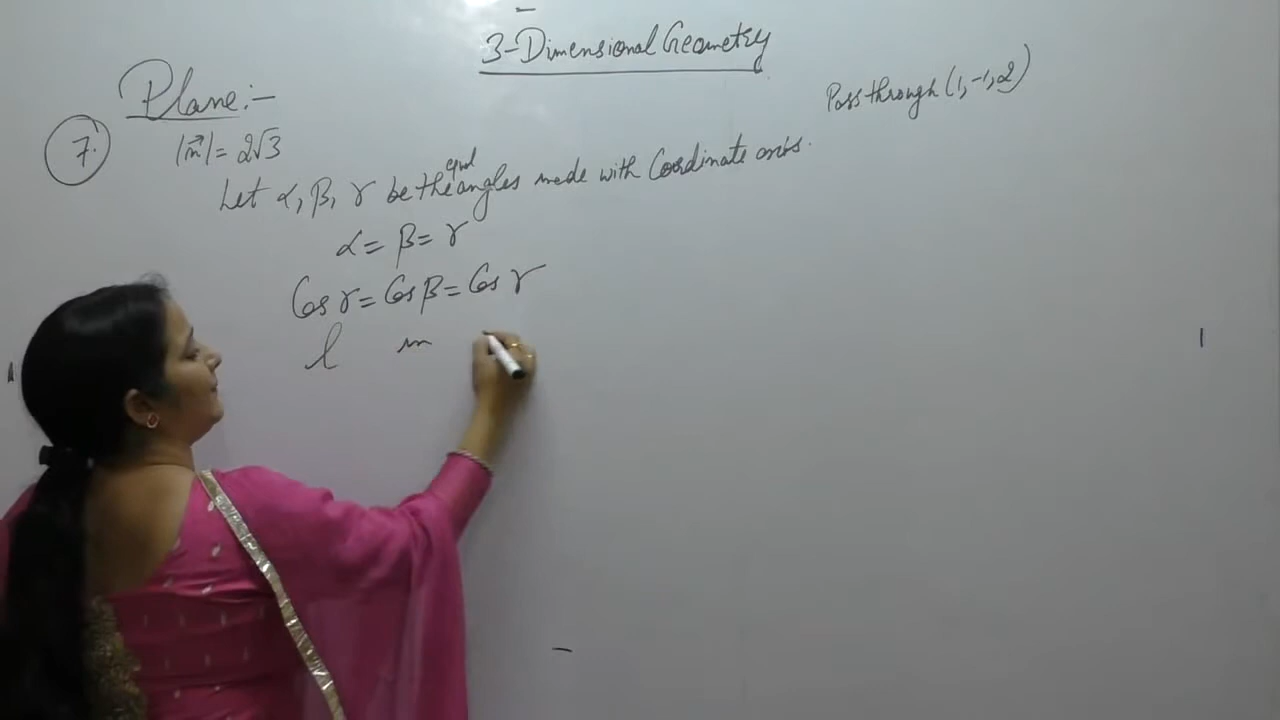 3-Dimensional Geometry
Plane:-
Pass through (1, -1, 2)
7.
|n⃗| = 2√3
Let α, β, γ be the equal angles made with Coordinate axis.
α = β = γ
Cos γ = Cos β = Cos γ
l m